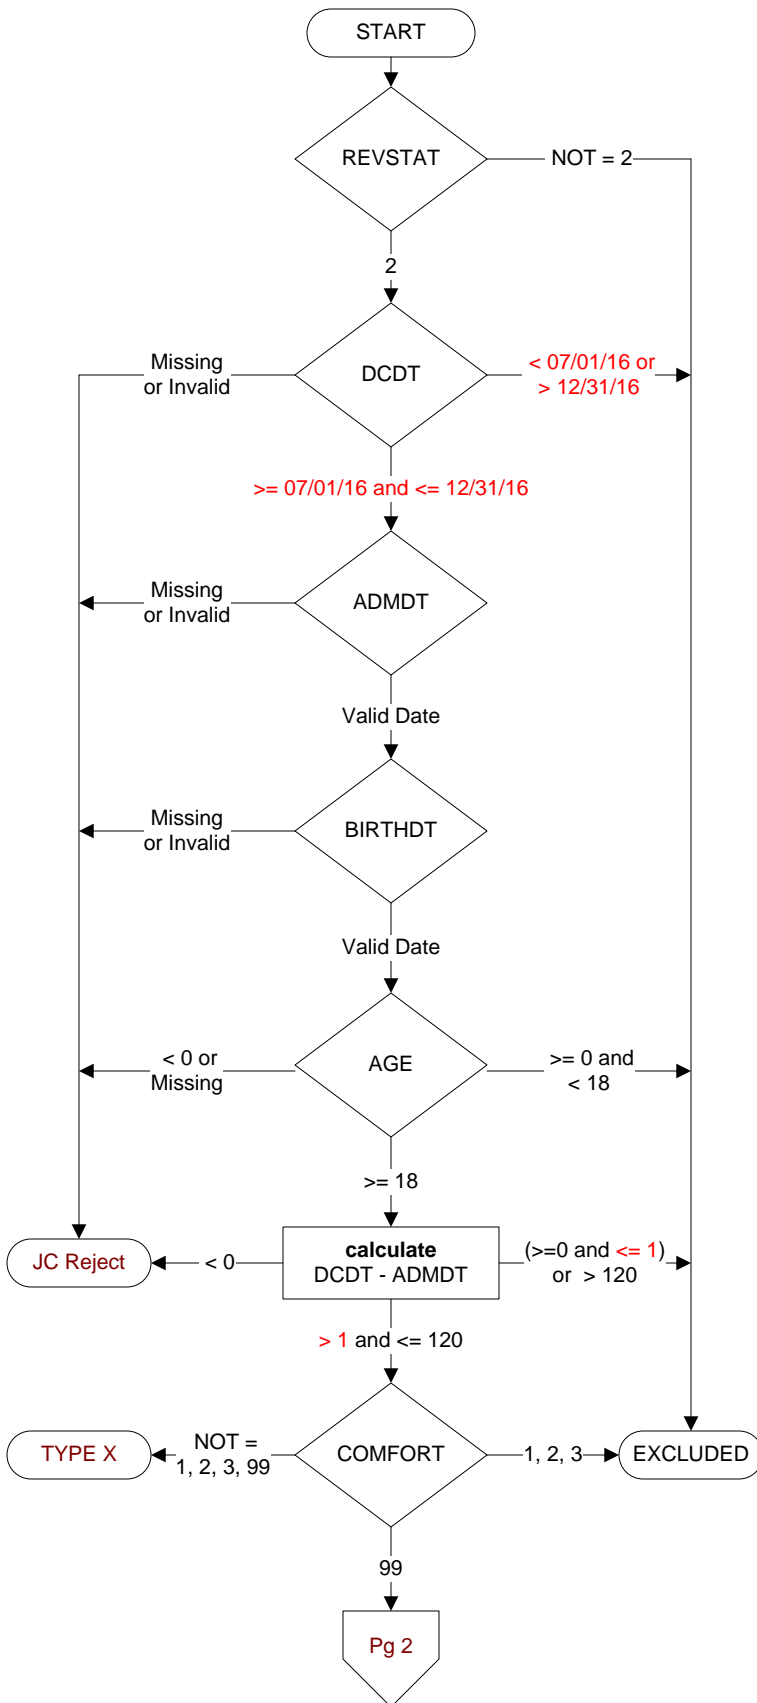 START
REVSTAT
NOT = 2
2
Missing
or Invalid
DCDT
< 07/01/16 or
> 12/31/16
>= 07/01/16 and <= 12/31/16
Missing
or Invalid
ADMDT
Valid Date
Missing
or Invalid
BIRTHDT
Valid Date
< 0 or
Missing
AGE
>= 0 and
< 18
>= 18
JC Reject
< 0
calculate
DCDT - ADMDT
(>=0 and <= 1)
or > 120
> 1 and <= 120
TYPE X
NOT =
1, 2, 3, 99
COMFORT
1, 2, 3
EXCLUDED
99
Pg 2